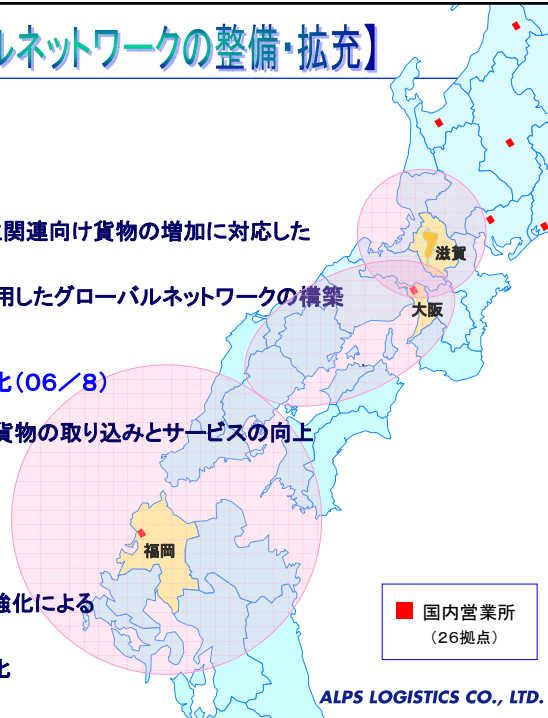 ルネットワークの整備・拡充】
関連向け貨物の増加に対応した
滋賀
用したグローバルネットワークの構築
大阪
化(06/8)
貨物の取り込みとサービスの向上
福岡
強化による
国内営業所
(26拠点)
化
ALPS LOGISTICS CO., LTD.